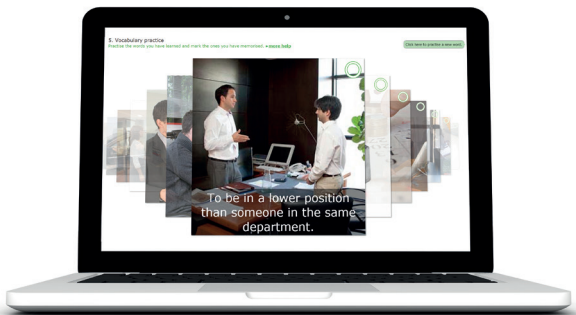 5. Vocabulary practice
Practise the words you have learned and mark the ones you have memorised. • more help
Click here to practise a new word.
To be in a lower position
than someone in the same
department.